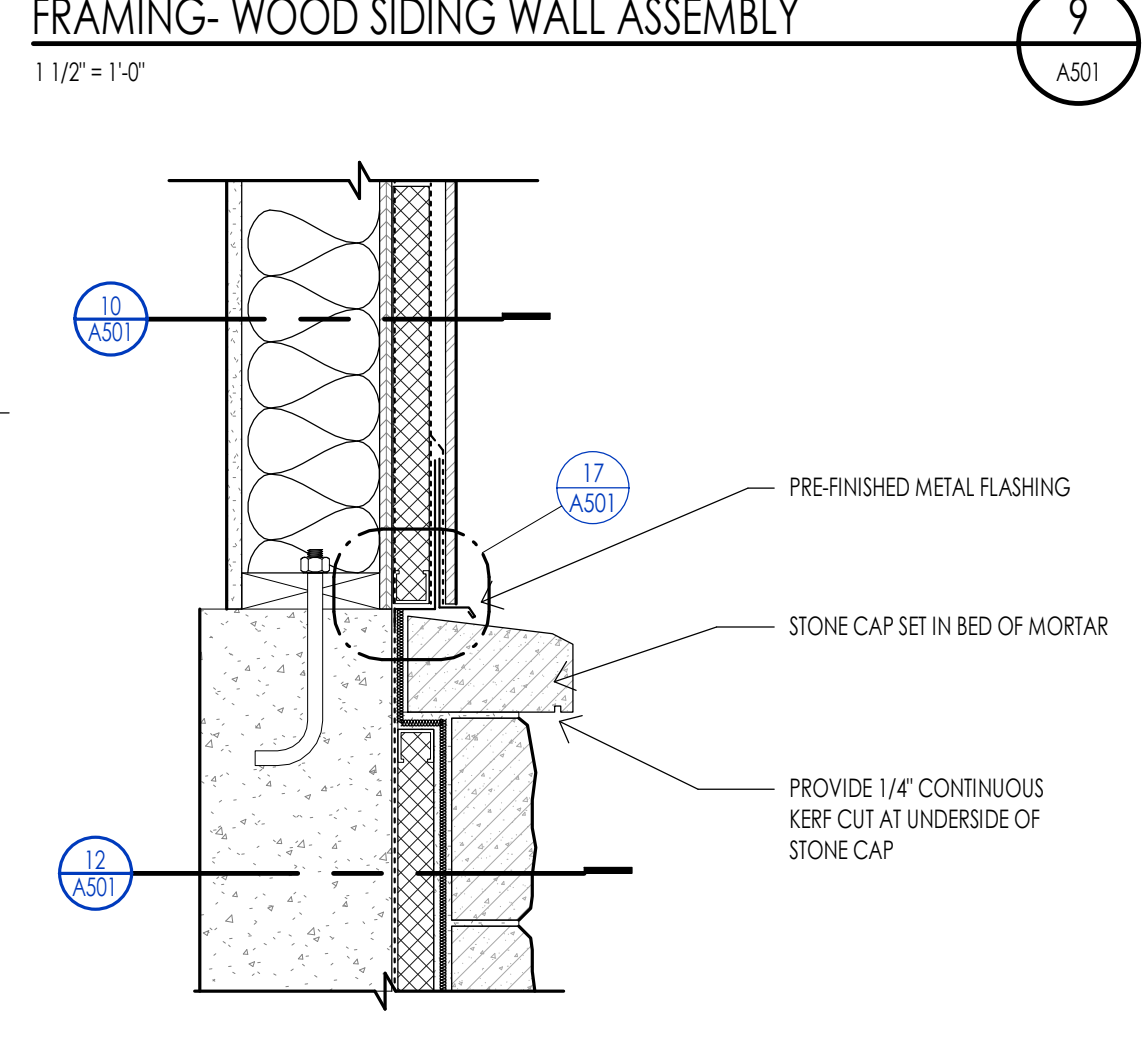 FRAMING- WOOD SIDING WALL ASSEMBLY
9
A501
1 1/2" = 1'-0"
10
A501
17
A501
PRE-FINISHED METAL FLASHING
STONE CAP SET IN BED OF MORTAR
PROVIDE 1/4" CONTINUOUS
KERF CUT AT UNDERSIDE OF
STONE CAP
12
A501